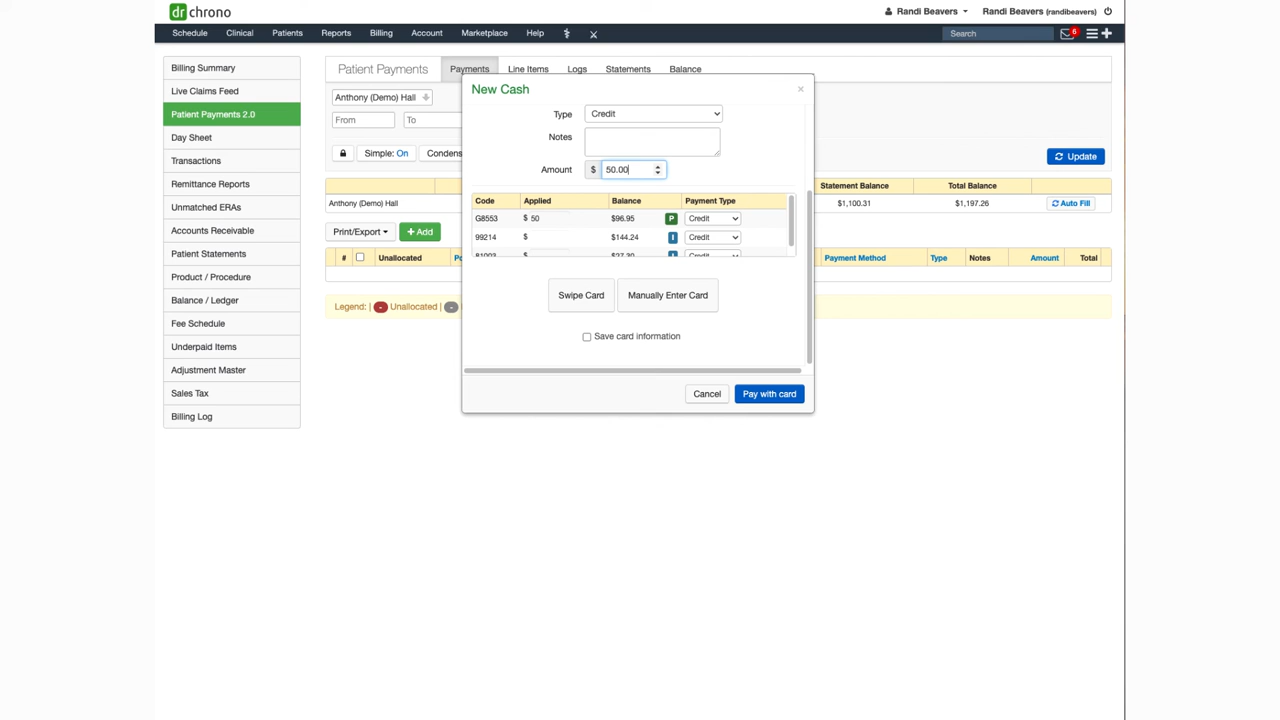 dr chrono
Randi Beavers
Randi Beavers (randibeavers)
Schedule Clinical Patients Reports Billing Account Marketplace Help
Search
6
Billing Summary
Live Claims Feed
Patient Payments 2.0
Day Sheet
Transactions
Remittance Reports
Unmatched ERAs
Accounts Receivable
Patient Statements
Product / Procedure
Balance / Ledger
Fee Schedule
Underpaid Items
Adjustment Master
Sales Tax
Billing Log
Patient Payments Payments Line Items Logs Statements Balance
Anthony (Demo) Hall
From To
Simple: On Condens
Update
Statement Balance Total Balance
Anthony (Demo) Hall $1,100.31 $1,197.26 Auto Fill
Print/Export + Add
# Unallocated Pa Payment Method Type Notes Amount Total
Legend: | - Unallocated | -
New Cash ×
Type Credit
Notes
Amount $ 50.00
Code Applied Balance Payment Type
G8553 $ 50 $96.95 P Credit
99214 $ $144.24 I Credit
81003 $ $27.30 I Credit
Swipe Card Manually Enter Card
Save card information
Cancel Pay with card